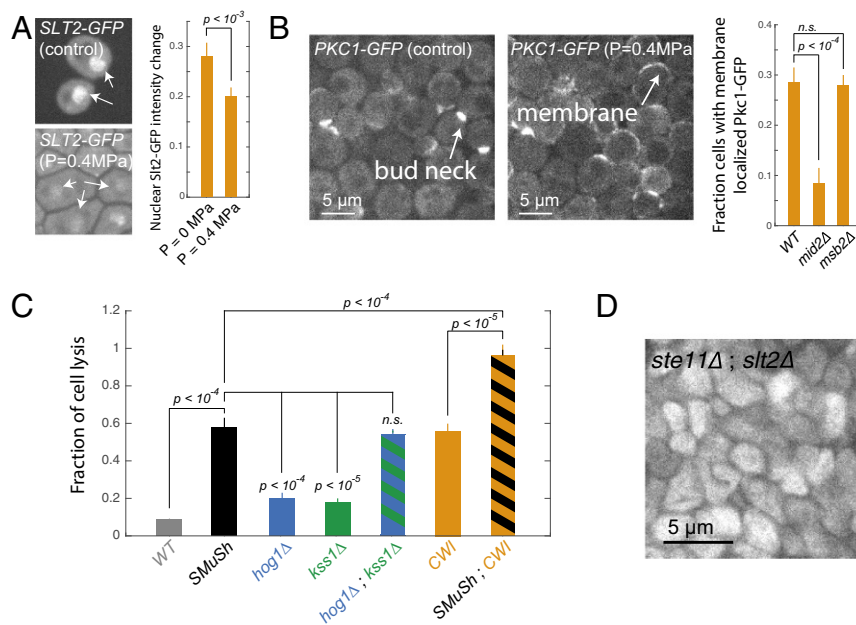 A
SLT2-GFP
(control)
SLT2-GFP
(P=0.4MPa)
Nuclear Slt2-GFP intensity change
0.3
0.2
0.1
0
p < 10-3
P = 0 MPa
P = 0.4 MPa
B
PKC1-GFP (control)
bud neck
5 µm
PKC1-GFP (P=0.4MPa)
membrane
5 µm
Fraction cells with membrane
localized Pkc1-GFP
0.4
0.3
0.2
0.1
0
n.s.
p < 10-4
WT
mid2Δ
msb2Δ
C
Fraction of cell lysis
1.2
1
0.8
0.6
0.4
0.2
0
p < 10-4
p < 10-4
p < 10-4
p < 10-5
n.s.
p < 10-5
WT
SMuSh
hog1Δ
kss1Δ
hog1Δ ; kss1Δ
CWI
SMuSh ; CWI
D
ste11Δ ; slt2Δ
5 µm